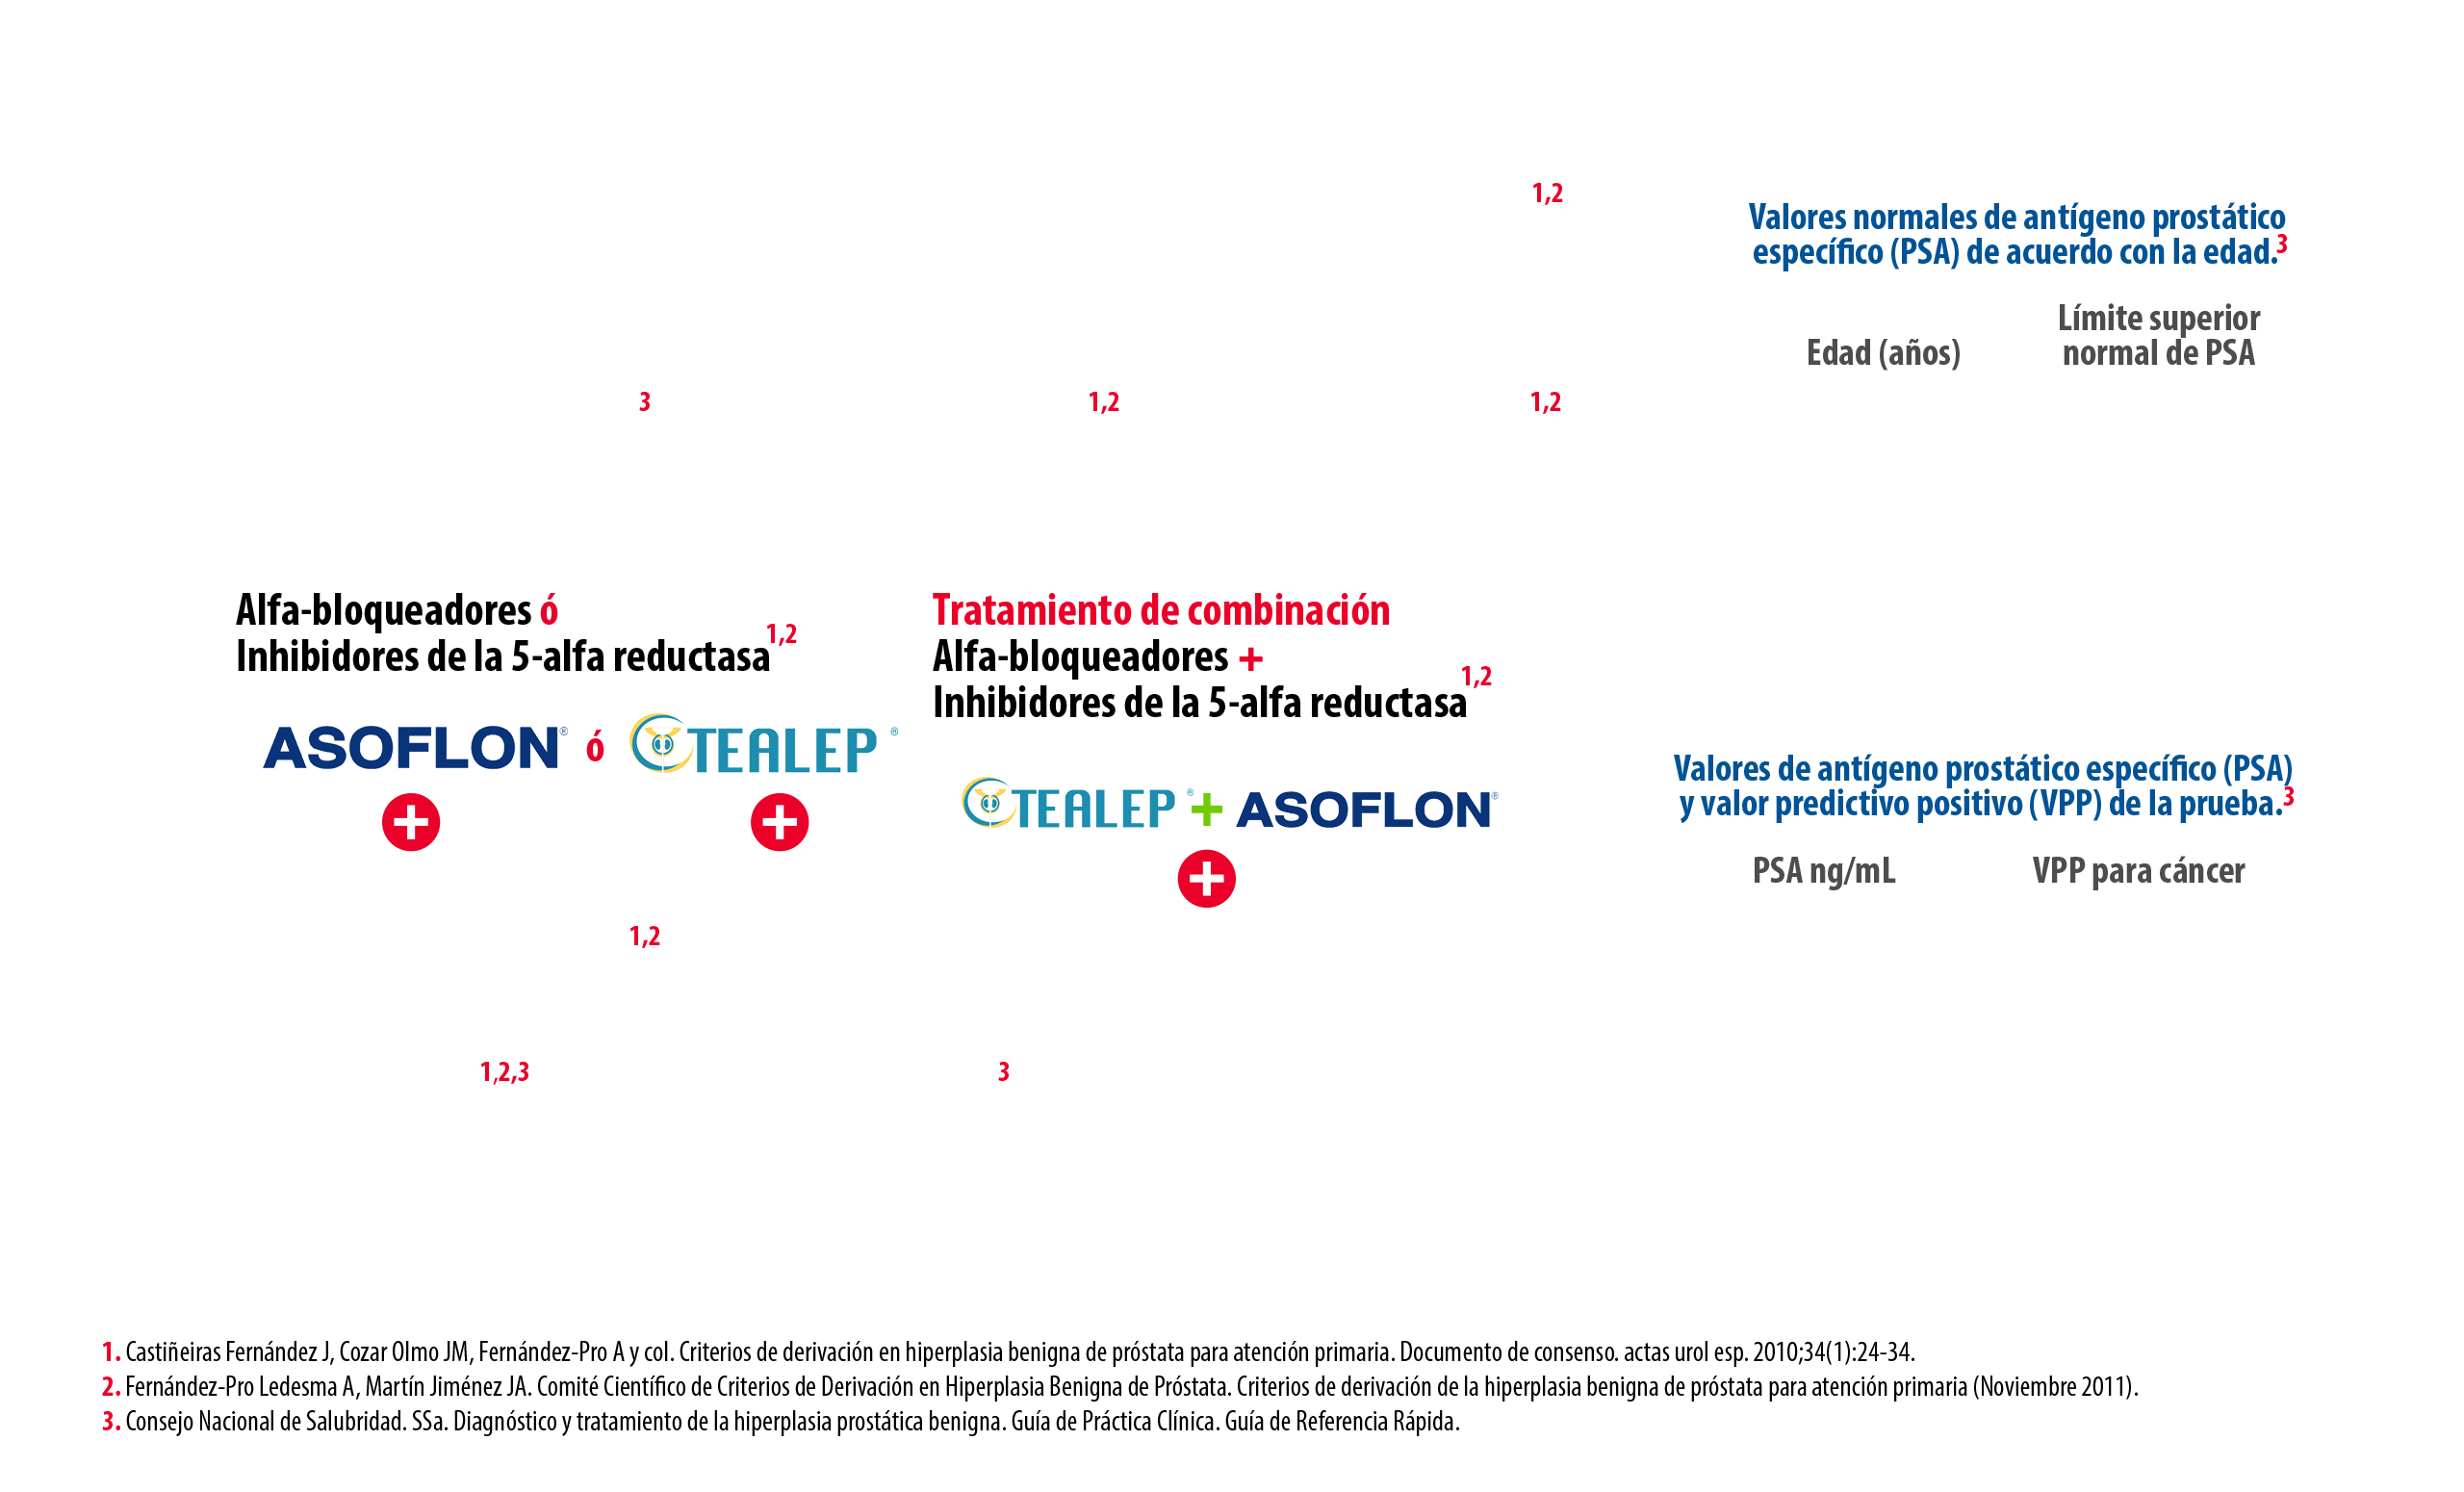 1,2
Valores normales de antígeno prostático
específico (PSA) de acuerdo con la edad.3
Edad (años)
Límite superior
normal de PSA
3
1,2
1,2
Alfa-bloqueadores ó
Inhibidores de la 5-alfa reductasa1,2
ASOFLON® ó TEALEP®
Tratamiento de combinación
Alfa-bloqueadores +
Inhibidores de la 5-alfa reductasa1,2
TEALEP® + ASOFLON®
Valores de antígeno prostático específico (PSA)
y valor predictivo positivo (VPP) de la prueba.3
PSA ng/mL
VPP para cáncer
1,2
1,2,3
3
1. Castiñeiras Fernández J, Cozar Olmo JM, Fernández-Pro A y col. Criterios de derivación en hiperplasia benigna de próstata para atención primaria. Documento de consenso. actas urol esp. 2010;34(1):24-34.
2. Fernández-Pro Ledesma A, Martín Jiménez JA. Comité Científico de Criterios de Derivación en Hiperplasia Benigna de Próstata. Criterios de derivación de la hiperplasia benigna de próstata para atención primaria (Noviembre 2011).
3. Consejo Nacional de Salubridad. SSa. Diagnóstico y tratamiento de la hiperplasia prostática benigna. Guía de Práctica Clínica. Guía de Referencia Rápida.